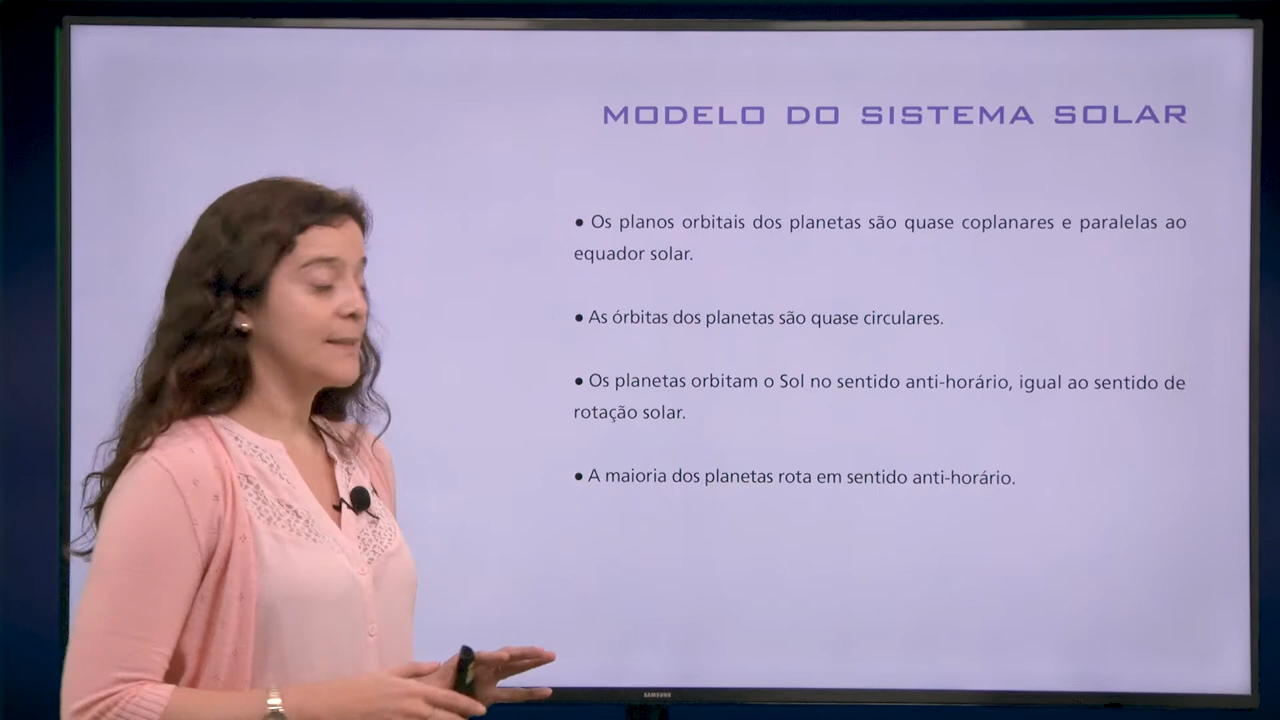 MODELO DO SISTEMA SOLAR
• Os planos orbitais dos planetas são quase coplanares e paralelas ao
equador solar.
• As órbitas dos planetas são quase circulares.
• Os planetas orbitam o Sol no sentido anti-horário, igual ao sentido de
rotação solar.
• A maioria dos planetas rota em sentido anti-horário.
SAMSUNG